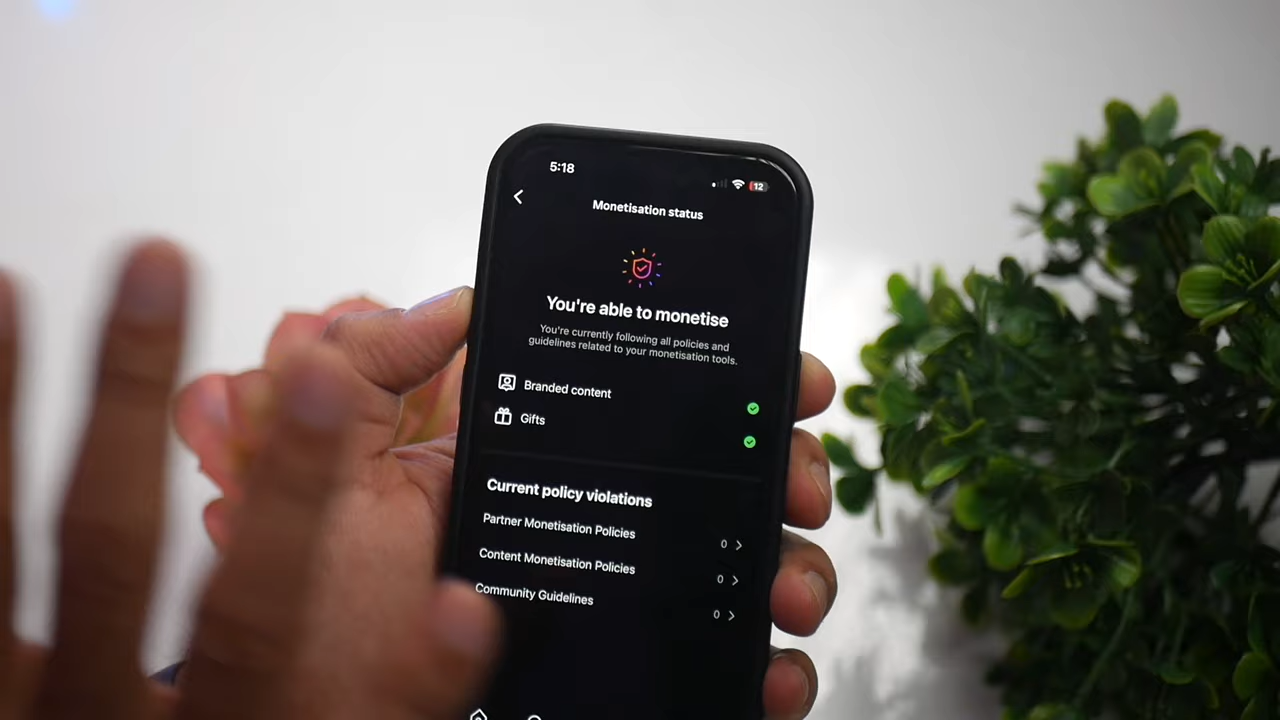 5:18
12
Monetisation status
You're able to monetise
You're currently following all policies and
guidelines related to your monetisation tools.
Branded content
Gifts
Current policy violations
Partner Monetisation Policies 0
Content Monetisation Policies 0
Community Guidelines 0